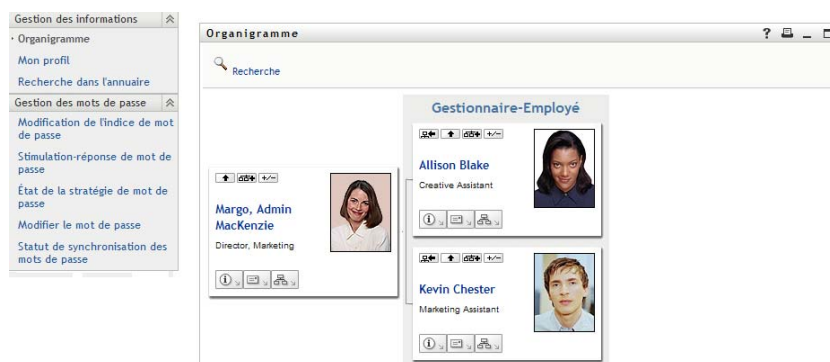 Gestion des informations
Organigramme
Mon profil
Recherche dans l'annuaire
Gestion des mots de passe
Modification de l'indice de mot
de passe
Stimulation-réponse de mot de
passe
État de la stratégie de mot de
passe
Modifier le mot de passe
Statut de synchronisation des
mots de passe
Organigramme
?
Recherche
Gestionnaire-Employé
Margo, Admin
MacKenzie
Director, Marketing
Allison Blake
Creative Assistant
Kevin Chester
Marketing Assistant